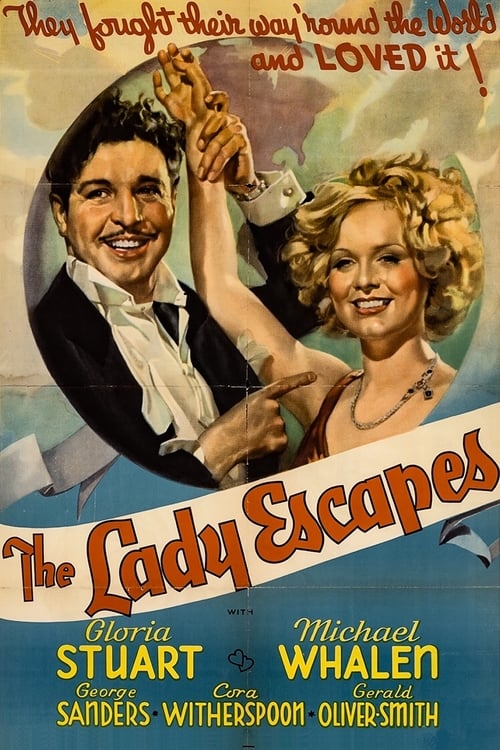 They fought their way 'round the World
and LOVED it!
The Lady Escapes
WITH
Gloria STUART
Michael WHALEN
George SANDERS * Cora WITHERSPOON * Gerald OLIVER-SMITH